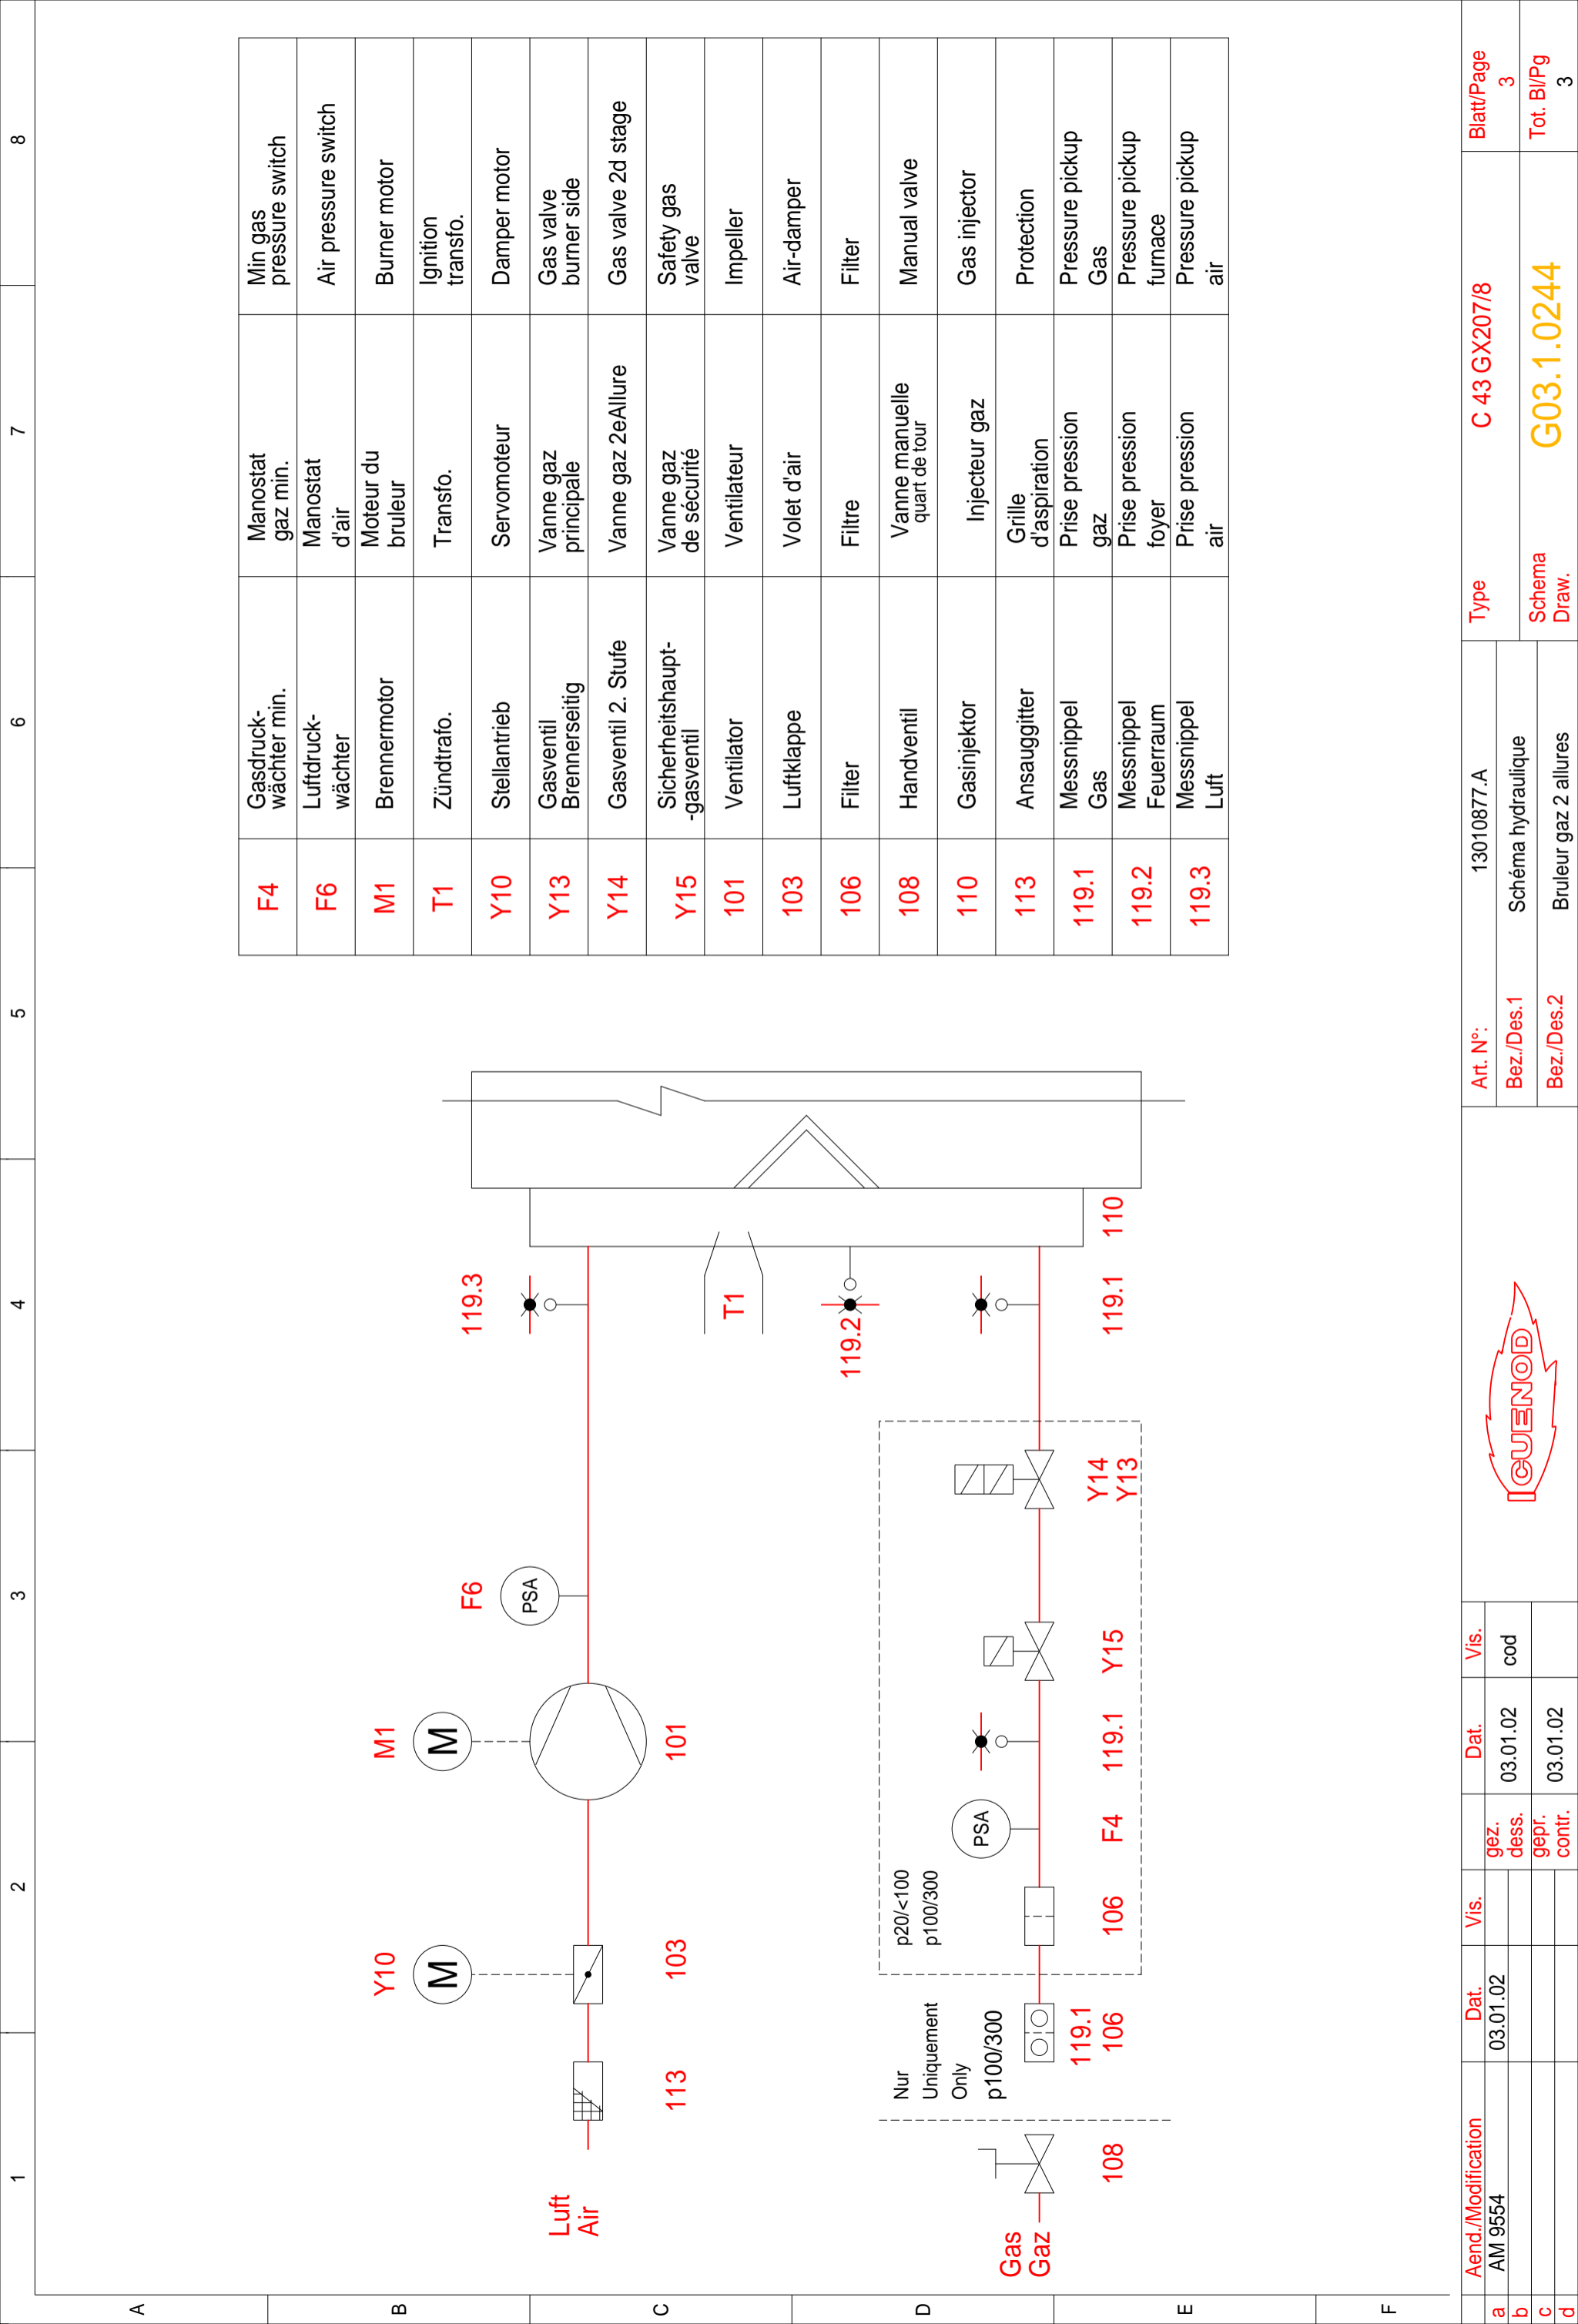 1 2 3 4 5 6 7 8
A
B
C
D
E
F
Luft
Air
113
Y10
M
103
M1
M
101
F6
PSA
119.3
T1
119.2
Gas
Gaz
108
Nur
Uniquement
Only
p100/300
119.1
106
p20/<100
p100/300
106
PSA
F4
119.1
Y15
Y14
Y13
119.1
110
F4
Gasdruck-
wächter min.
Manostat
gaz min.
Min gas
pressure switch
F6
Luftdruck-
wächter
Manostat
d'air
Air pressure switch
M1
Brennermotor
Moteur du
bruleur
Burner motor
T1
Zündtrafo.
Transfo.
Ignition
transfo.
Y10
Stellantrieb
Servomoteur
Damper motor
Y13
Gasventil
Brennerseitig
Vanne gaz
principale
Gas valve
burner side
Y14
Gasventil 2. Stufe
Vanne gaz 2eAllure
Gas valve 2d stage
Y15
Sicherheitshaupt-
-gasventil
Vanne gaz
de sécurité
Safety gas
valve
101
Ventilator
Ventilateur
Impeller
103
Luftklappe
Volet d'air
Air-damper
106
Filter
Filtre
Filter
108
Handventil
Vanne manuelle
quart de tour
Manual valve
110
Gasinjektor
Injecteur gaz
Gas injector
113
Ansauggitter
Grille
d'aspiration
Protection
119.1
Messnippel
Gas
Prise pression
gaz
Pressure pickup
Gas
119.2
Messnippel
Feuerraum
Prise pression
foyer
Pressure pickup
furnace
119.3
Messnippel
Luft
Prise pression
air
Pressure pickup
air
Aend./Modification
Dat.
Vis.
Dat.
Vis.
a
AM 9554
03.01.02
b
c
d
gez.
dess.
03.01.02
cod
gepr.
contr.
03.01.02
CUENOD
Art. N°:
13010877.A
Bez./Des.1
Schéma hydraulique
Bez./Des.2
Bruleur gaz 2 allures
Type
C 43 GX207/8
Schema
Draw.
G03.1.0244
Blatt/Page
3
Tot. Bl/Pg
3